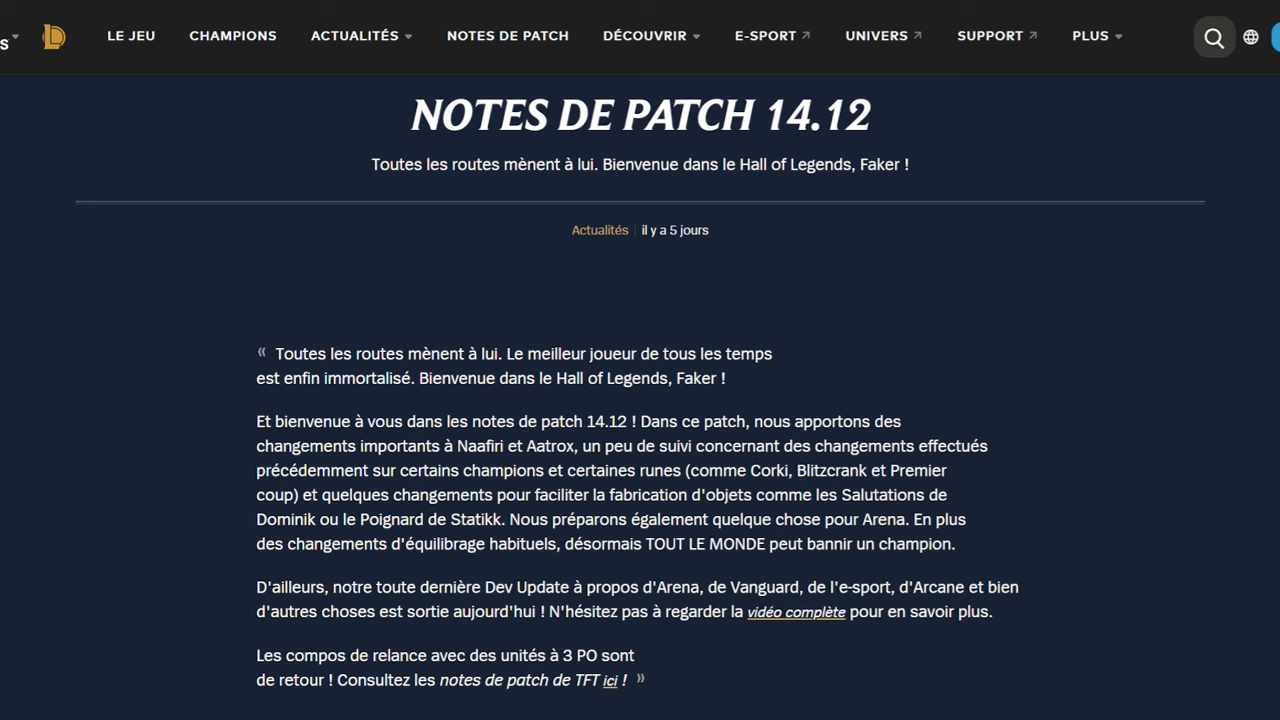 S
LE JEU CHAMPIONS ACTUALITÉS NOTES DE PATCH DÉCOUVRIR E-SPORT UNIVERS SUPPORT PLUS
NOTES DE PATCH 14.12
Toutes les routes mènent à lui. Bienvenue dans le Hall of Legends, Faker !
Actualités | il y a 5 jours
« Toutes les routes mènent à lui. Le meilleur joueur de tous les temps
est enfin immortalisé. Bienvenue dans le Hall of Legends, Faker !
Et bienvenue à vous dans les notes de patch 14.12 ! Dans ce patch, nous apportons des
changements importants à Naafiri et Aatrox, un peu de suivi concernant des changements effectués
précédemment sur certains champions et certaines runes (comme Corki, Blitzcrank et Premier
coup) et quelques changements pour faciliter la fabrication d'objets comme les Salutations de
Dominik ou le Poignard de Statikk. Nous préparons également quelque chose pour Arena. En plus
des changements d'équilibrage habituels, désormais TOUT LE MONDE peut bannir un champion.
D'ailleurs, notre toute dernière Dev Update à propos d'Arena, de Vanguard, de l'e-sport, d'Arcane et bien
d'autres choses est sortie aujourd'hui ! N'hésitez pas à regarder la vidéo complète pour en savoir plus.
Les compos de relance avec des unités à 3 PO sont
de retour ! Consultez les notes de patch de TFT ici ! »